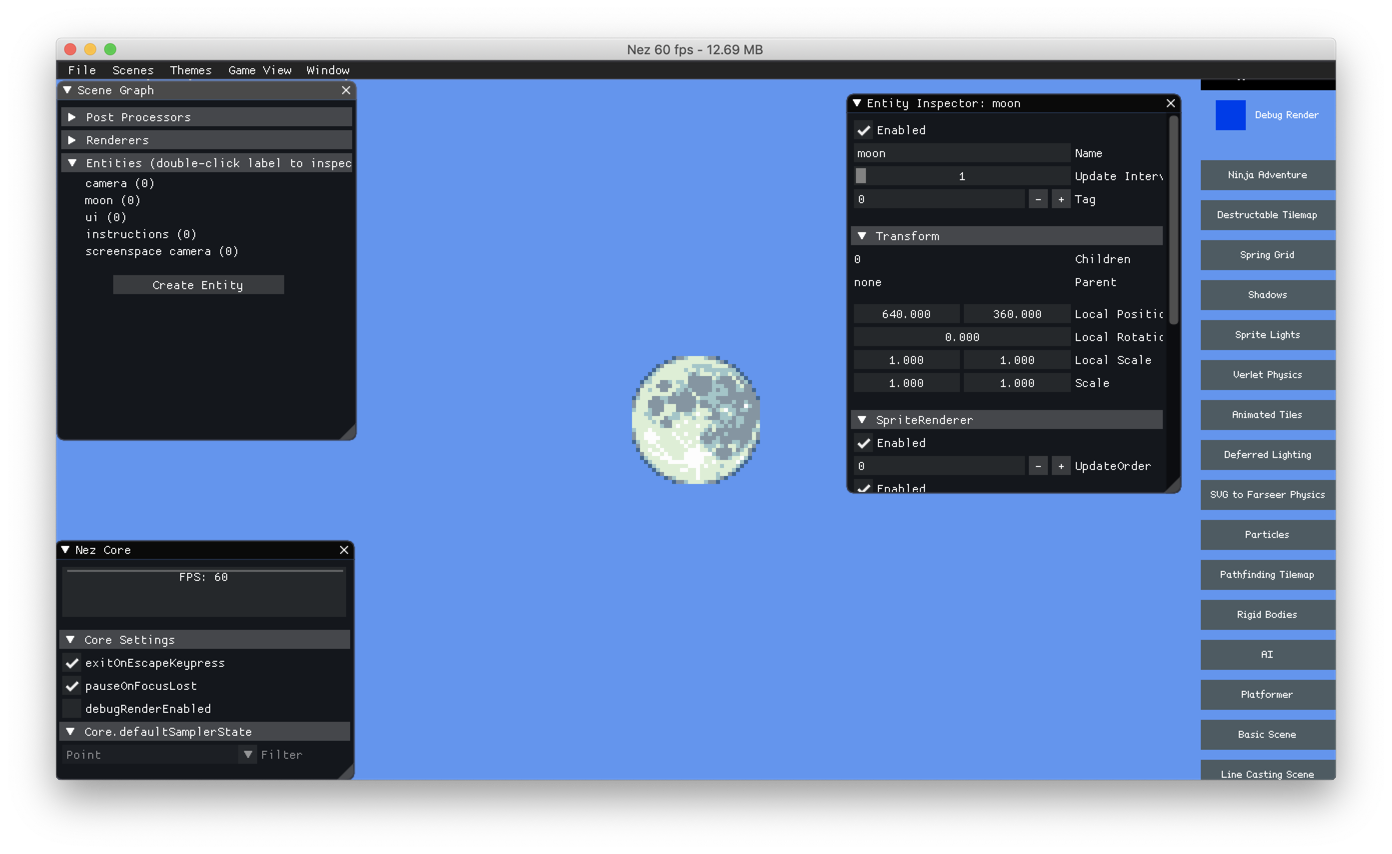 Nez 60 fps - 12.69 MB
File Scenes Themes Game View Window
Scene Graph
Post Processors
Renderers
Entities (double-click label to inspec
camera (0)
moon (0)
ui (0)
instructions (0)
screenspace camera (0)
Create Entity
Nez Core
FPS: 60
Core Settings
exitOnEscapeKeypress
pauseOnFocusLost
debugRenderEnabled
Core.defaultSamplerState
Point Filter
Entity Inspector: moon
Enabled
moon Name
1 Update Interv
0 - + Tag
Transform
0 Children
none Parent
640.000 360.000 Local Positio
0.000 Local Rotatio
1.000 1.000 Local Scale
1.000 1.000 Scale
SpriteRenderer
Enabled
0 - + UpdateOrder
Enabled
Debug Render
Ninja Adventure
Destructable Tilemap
Spring Grid
Shadows
Sprite Lights
Verlet Physics
Animated Tiles
Deferred Lighting
SVG to Farseer Physics
Particles
Pathfinding Tilemap
Rigid Bodies
AI
Platformer
Basic Scene
Line Casting Scene